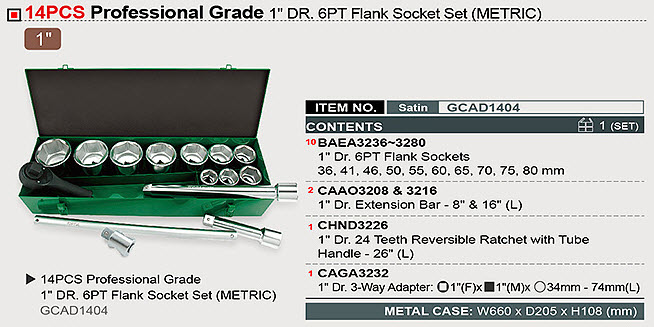 14PCS Professional Grade 1" DR. 6PT Flank Socket Set (METRIC)
1"
ITEM NO. Satin GCAD1404
CONTENTS 1 (SET)
10 BAEA3236~3280
1" Dr. 6PT Flank Sockets
36, 41, 46, 50, 55, 60, 65, 70, 75, 80 mm
2 CAAO3208 & 3216
1" Dr. Extension Bar - 8" & 16" (L)
1 CHND3226
1" Dr. 24 Teeth Reversible Ratchet with Tube
Handle - 26" (L)
1 CAGA3232
1" Dr. 3-Way Adapter: 1"(F)x 1"(M)x 34mm - 74mm(L)
METAL CASE: W660 x D205 x H108 (mm)
14PCS Professional Grade
1" DR. 6PT Flank Socket Set (METRIC)
GCAD1404